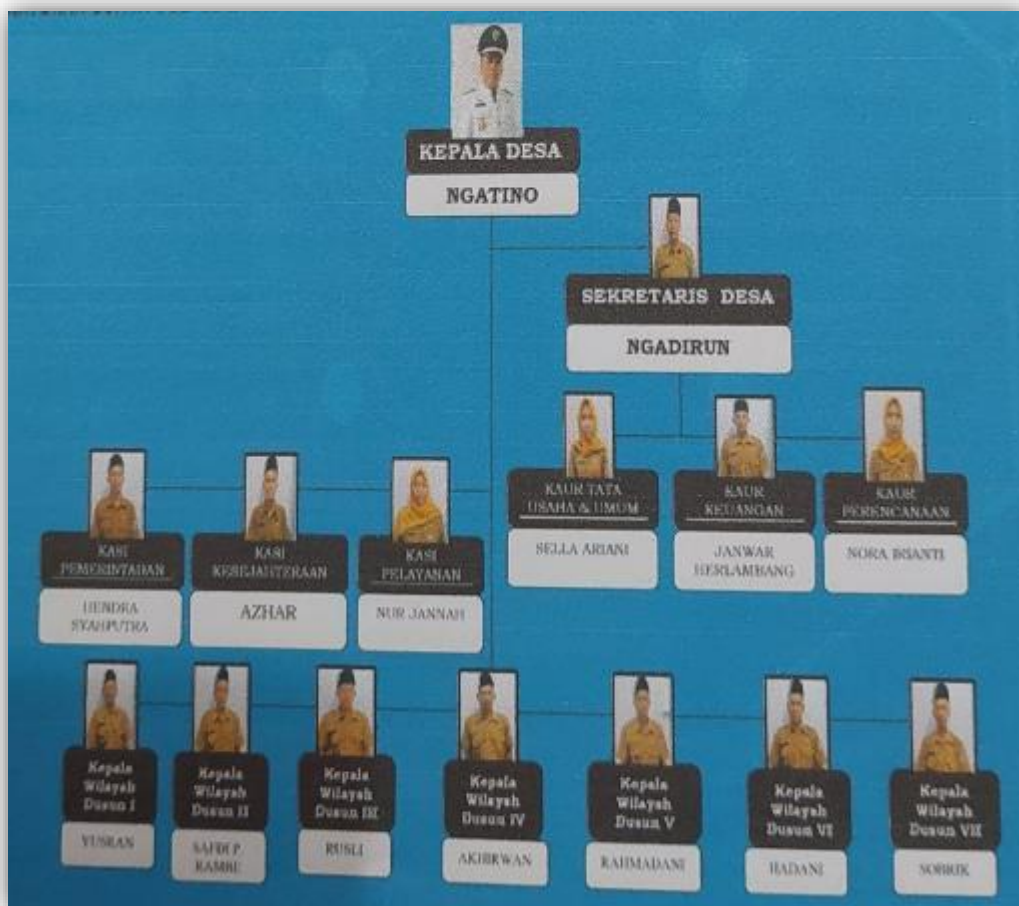 KEPALA DESA
NGATINO
SEKRETARIS DESA
NGADIRUN
KAUR TATA
USAHA & UMUM
SELLA ARIANI
KAUR
KEUANGAN
JANWAR
HERLAMBANG
KAUR
PERENCANAAN
NORA
KASI
PEMERINTAHAN
HENDRA
SYAHPUTRA
KASI
KESEJAHTERAAN
AZHAR
KASI
PELAYANAN
NUR JANNAH
Kepala
Wilayah
Dusun I
YUSRAN
Kepala
Wilayah
Dusun II
Kepala
Wilayah
Dusun III
RUSLI
Kepala
Wilayah
Dusun IV
AKHIRWAN
Kepala
Wilayah
Dusun V
RAHMADANI
Kepala
Wilayah
Dusun VI
Kepala
Wilayah
Dusun VII